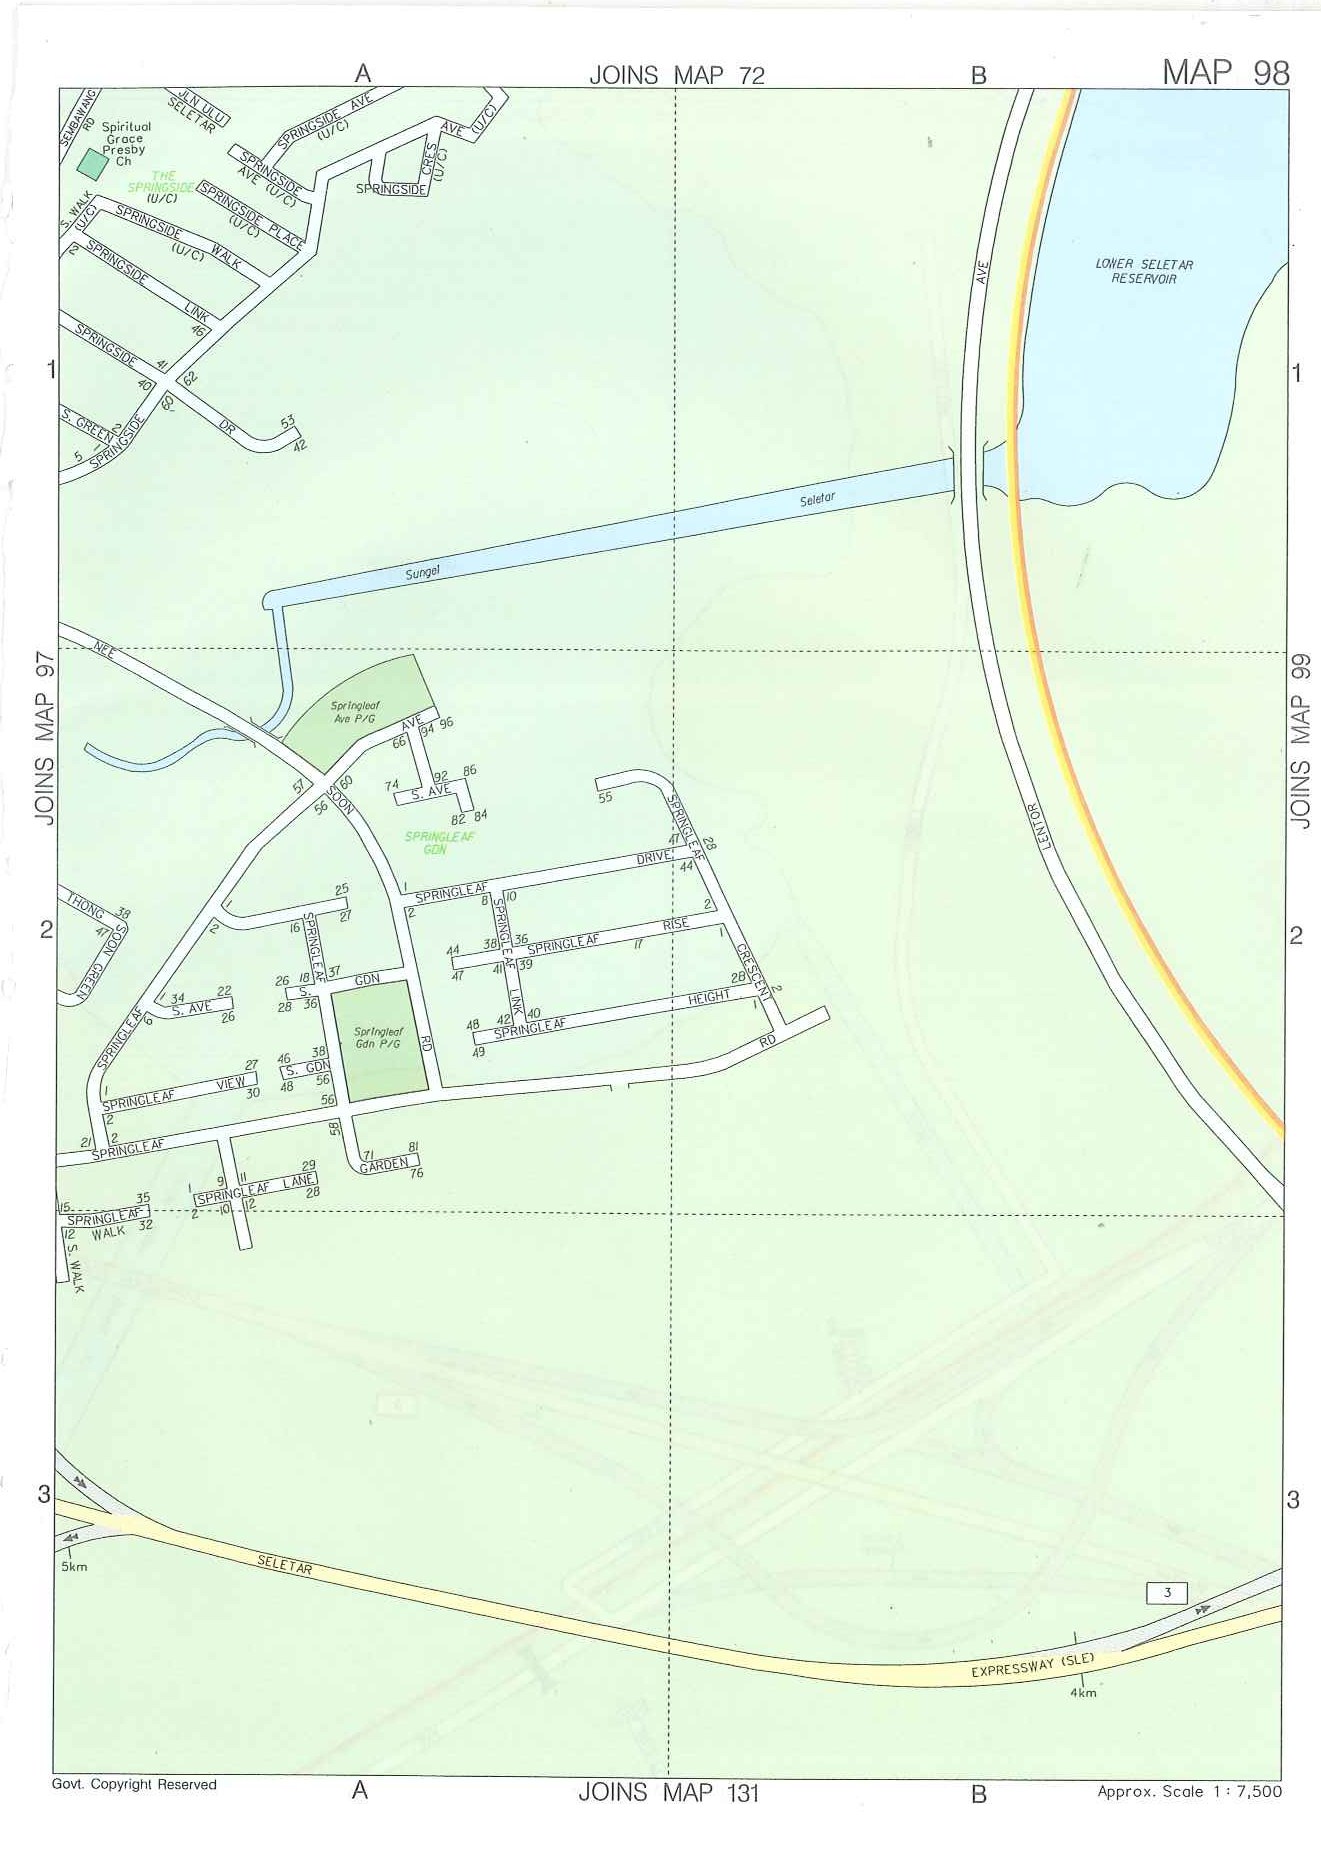 A
JOINS MAP 72
B
MAP 98
SEMBAWANG
RD
Spiritual
Grace
Presby
Ch
JLN ULU
SELETAR
SPRINGSIDE AVE
(U/C)
AVE
(U/C)
SPRINGSIDE
AVE (U/C)
CRES
(U/C)
SPRINGSIDE
THE
SPRINGSIDE
(U/C)
SPRINGSIDE PLACE
(U/C)
S. WALK
(U/C)
2
SPRINGSIDE WALK
(U/C)
SPRINGSIDE LINK
46
SPRINGSIDE
41
40
62
60
DR
53
42
S. GREEN
2
1
5
SPRINGSIDE
1
1
LOWER SELETAR
RESERVOIR
AVE
Seletar
Sungei
JOINS MAP 97
JOINS MAP 99
NEE
Springleaf
Ave P/G
AVE
66
94
96
57
60
56
SOON
74
92
86
S. AVE
82
84
SPRINGLEAF
GDN
55
SPRINGLEAF
28
47
44
DRIVE
LENTOR
1
SPRINGLEAF
2
8
10
THONG
38
47
SOON GREEN
1
2
25
27
16
SPRINGLEAF
SPRINGLEAF
2
RISE
1
38
36
SPRINGLEAF
17
44
47
41
39
LINK
CRESCENT
2
2
26
18
37
GDN
S.
28
36
1
34
22
S. AVE
6
26
28
HEIGHT
1
2
48
42
40
SPRINGLEAF
49
Springleaf
Gdn P/G
RD
RD
SPRINGLEAF
27
46
38
S. GDN
48
56
1
SPRINGLEAF VIEW
30
2
56
58
21
2
SPRINGLEAF
71
81
GARDEN
76
1
9
11
29
SPRINGLEAF LANE
2
10
12
28
15
35
SPRINGLEAF
12
WALK
32
S. WALK
3
3
5km
SELETAR
3
EXPRESSWAY (SLE)
4km
Govt. Copyright Reserved
A
JOINS MAP 131
B
Approx. Scale 1 : 7,500